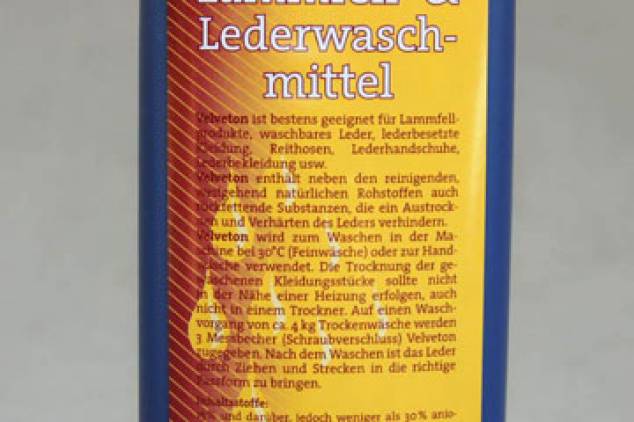 Lammfell- &
Lederwasch-
mittel
Velveton ist bestens geeignet für Lammfell-
produkte, waschbares Leder, lederbesetzte
Kleidung, Reithosen, Lederhandschuhe,
Lederbekleidung usw.
Velveton enthält neben den reinigenden,
weitgehend natürlichen Rohstoffen auch
rückfettende Substanzen, die ein Austrock-
nen und Verhärten des Leders verhindern.
Velveton wird zum Waschen in der Ma-
schine bei 30°C (Feinwäsche) oder zur Hand-
wäsche verwendet. Die Trocknung der ge-
waschenen Kleidungsstücke sollte nicht
in der Nähe einer Heizung erfolgen, auch
nicht in einem Trockner. Auf einen Wasch-
vorgang von ca. 4 kg Trockenwäsche werden
3 Messbecher (Schraubverschluss) Velveton
zugegeben. Nach dem Waschen ist das Leder
durch Ziehen und Strecken in die richtige
Passform zu bringen.
Inhaltsstoffe:
15% und darüber, jedoch weniger als 30% anio-